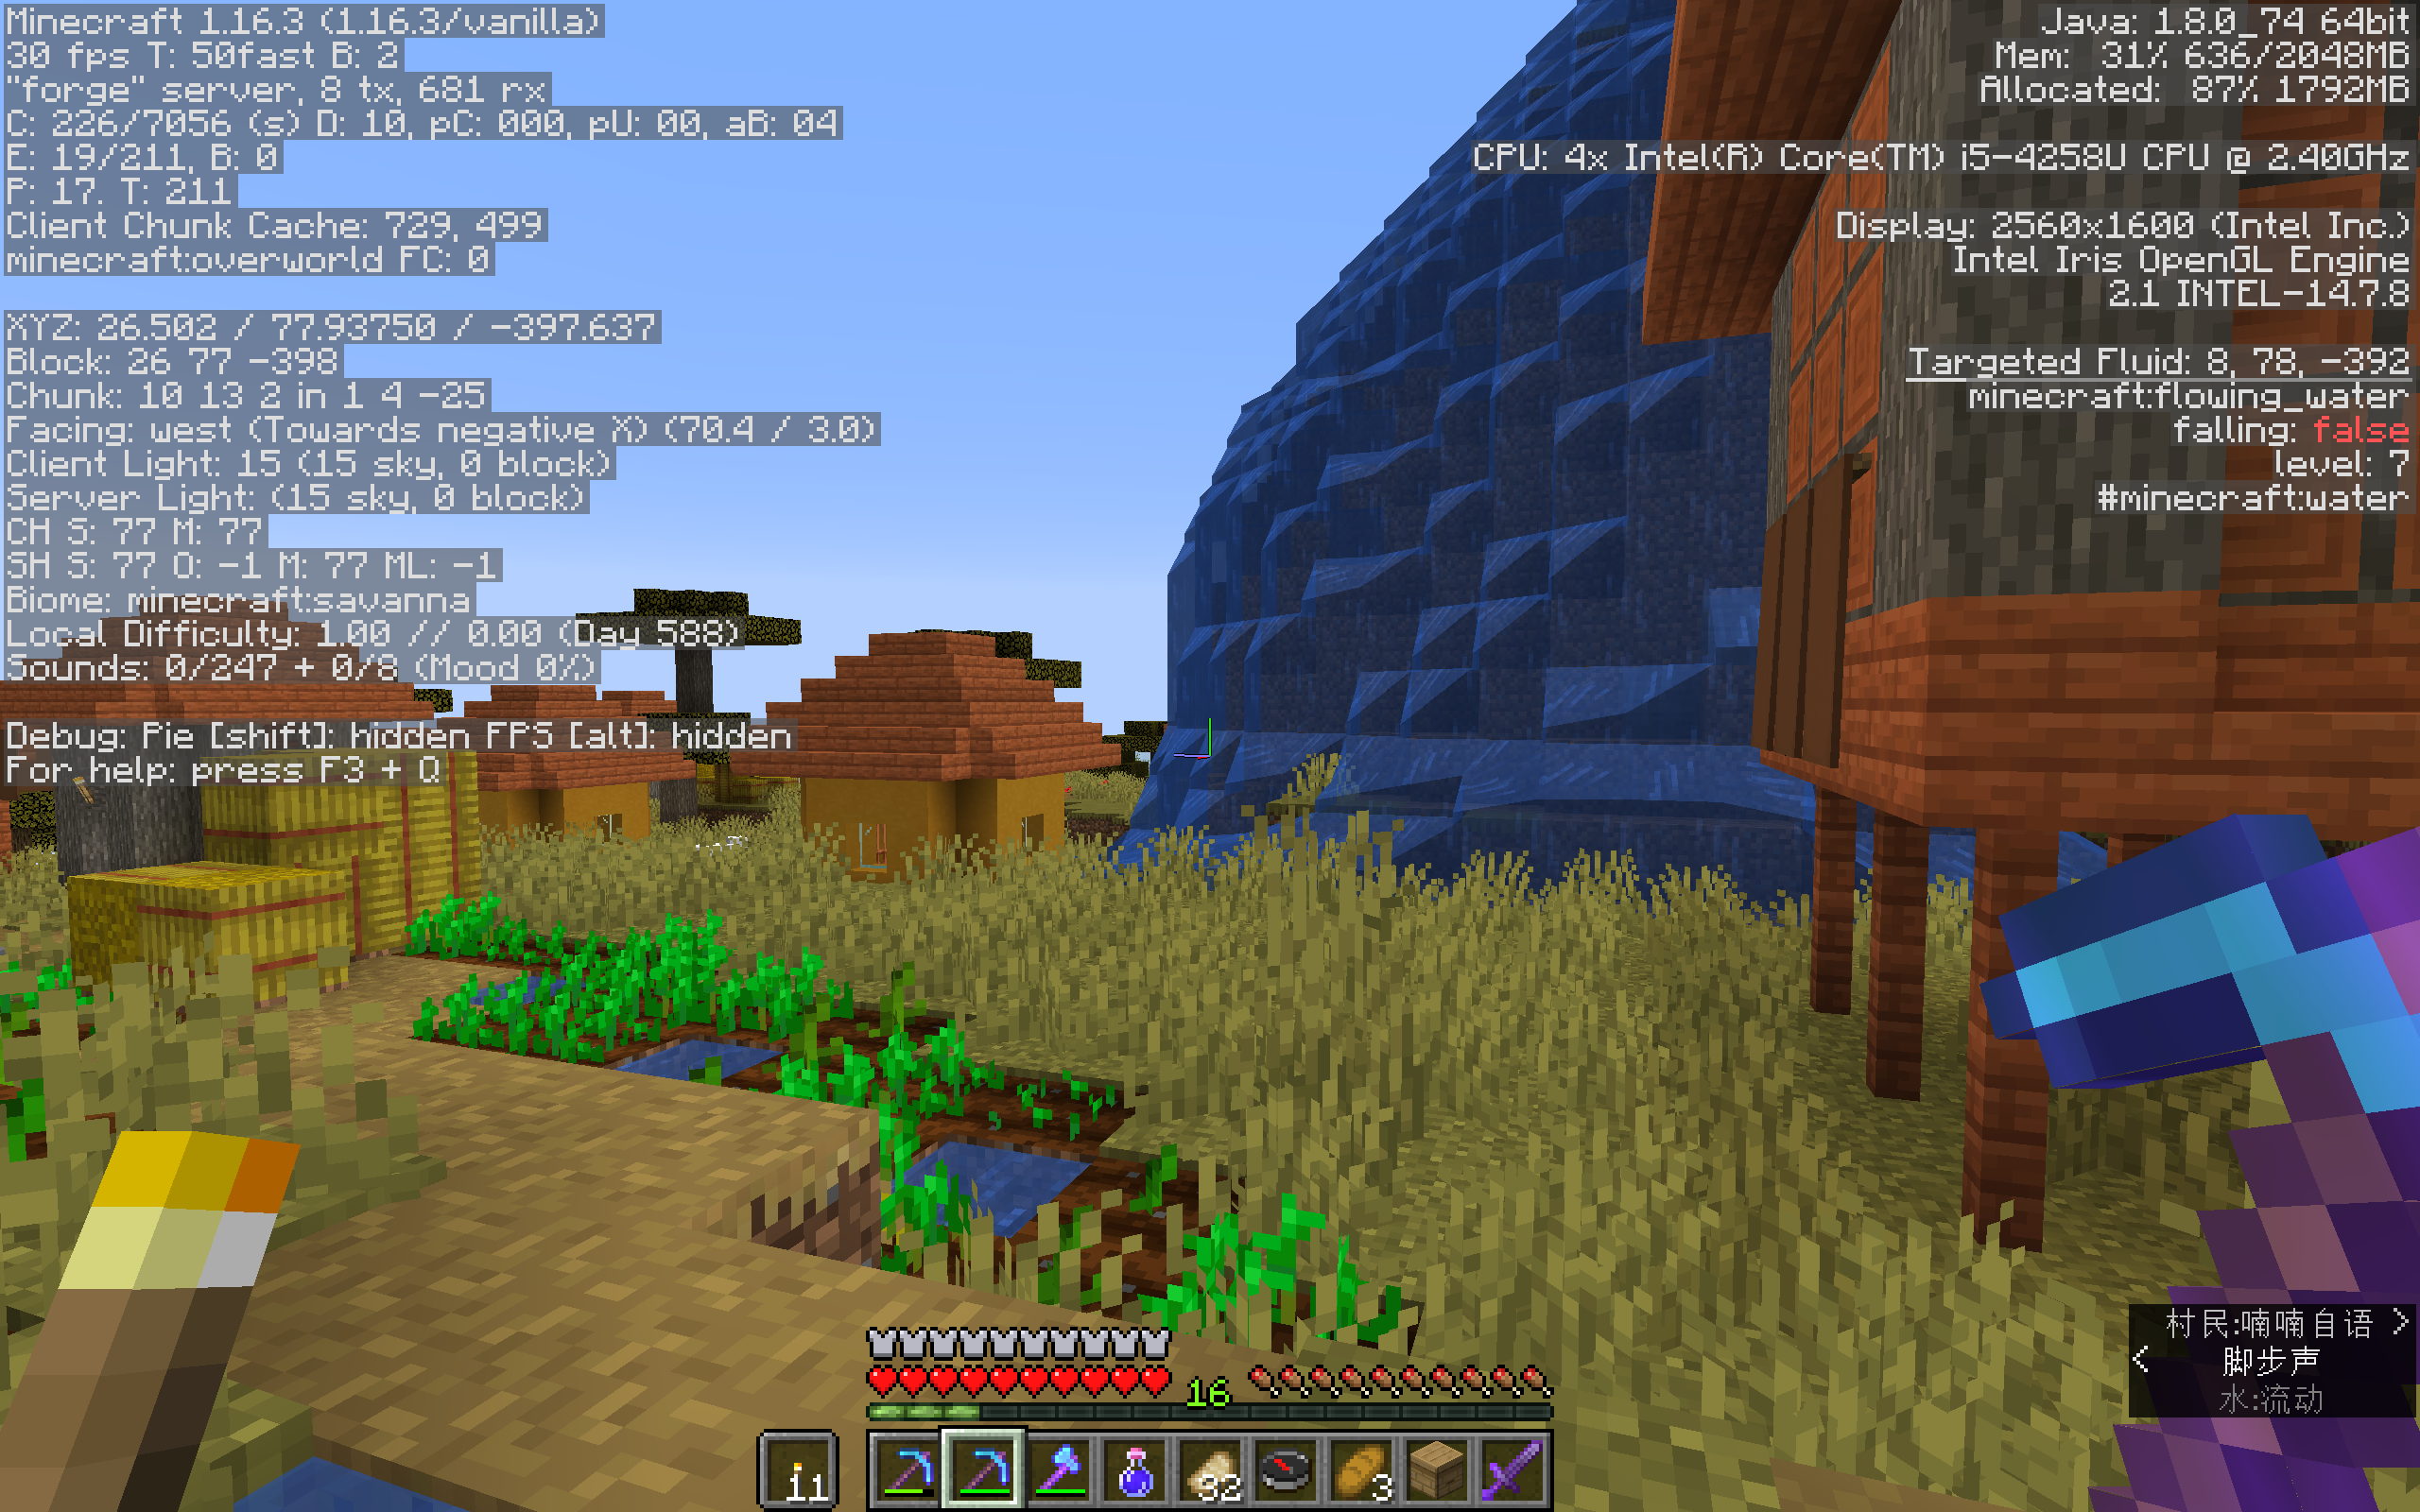 Minecraft 1.16.3 (1.16.3/vanilla)
30 fps T: 50fast B: 2
"forge" server, 8 tx, 681 rx
C: 226/7056 (s) D: 10, pC: 000, pU: 00, aB: 04
E: 19/211, B: 0
P: 17. T: 211
Client Chunk Cache: 729, 499
minecraft:overworld FC: 0
XYZ: 26.502 / 77.93750 / -397.637
Block: 26 77 -398
Chunk: 10 13 2 in 1 4 -25
Facing: west (Towards negative X) (70.4 / 3.0)
Client Light: 15 (15 sky, 0 block)
Server Light: (15 sky, 0 block)
CH S: 77 M: 77
SH S: 77 O: -1 M: 77 ML: -1
Biome: minecraft:savanna
Local Difficulty: 1.00 // 0.00 (Day 588)
Sounds: 0/247 + 0/8 (Mood 0%)
Debug: Pie [shift]: hidden FPS [alt]: hidden
For help: press F3 + Q
Java: 1.8.0_74 64bit
Mem: 31% 636/2048MB
Allocated: 87% 1792MB
CPU: 4x Intel(R) Core(TM) i5-4258U CPU @ 2.40GHz
Display: 2560x1600 (Intel Inc.)
Intel Iris OpenGL Engine
2.1 INTEL-14.7.8
Targeted Fluid: 8, 78, -392
minecraft:flowing_water
falling: false
level: 7
#minecraft:water
村民:喃喃自语 >
< 脚步声
水:流动
16
11
32
3